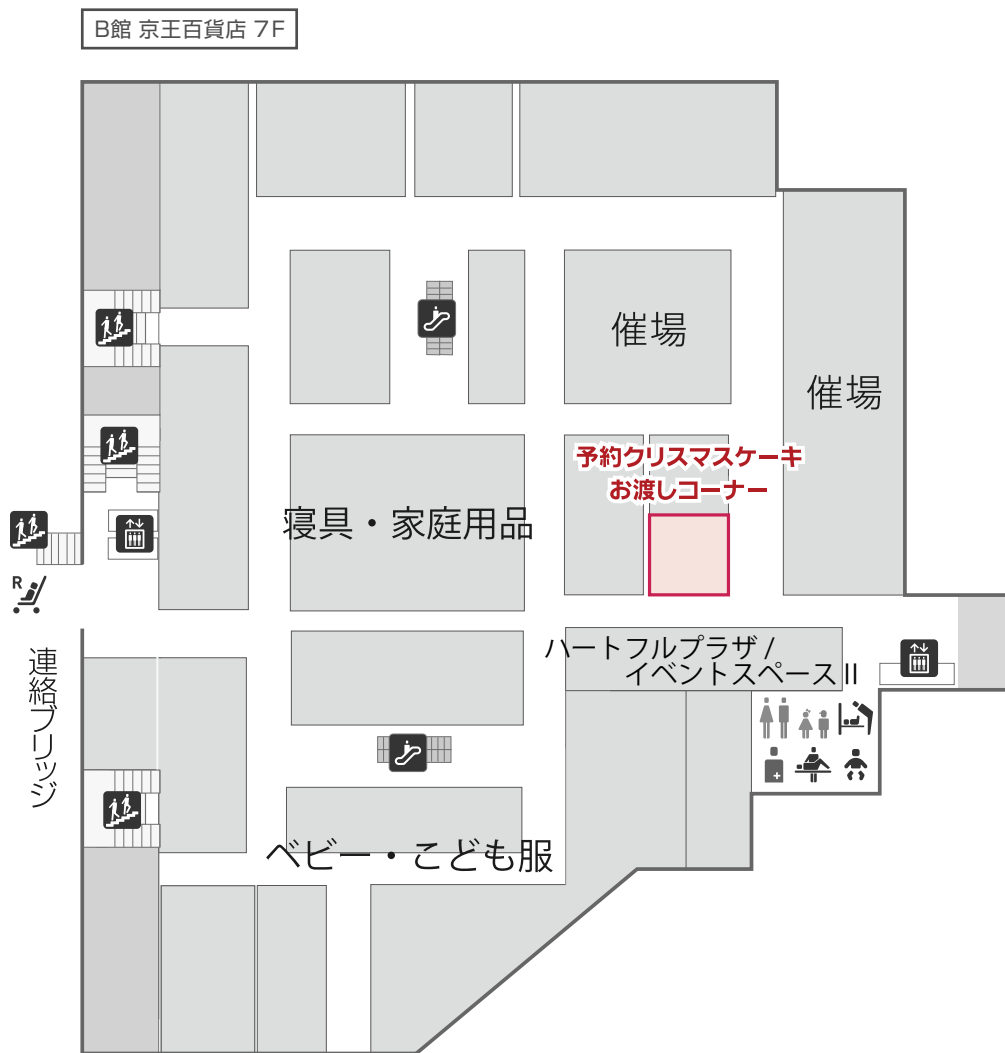 B館 京王百貨店 7F
催場
催場
予約クリスマスケーキ
お渡しコーナー
寝具・家庭用品
R
ハートフルプラザ /
イベントスペース II
連絡ブリッジ
ベビー・こども服